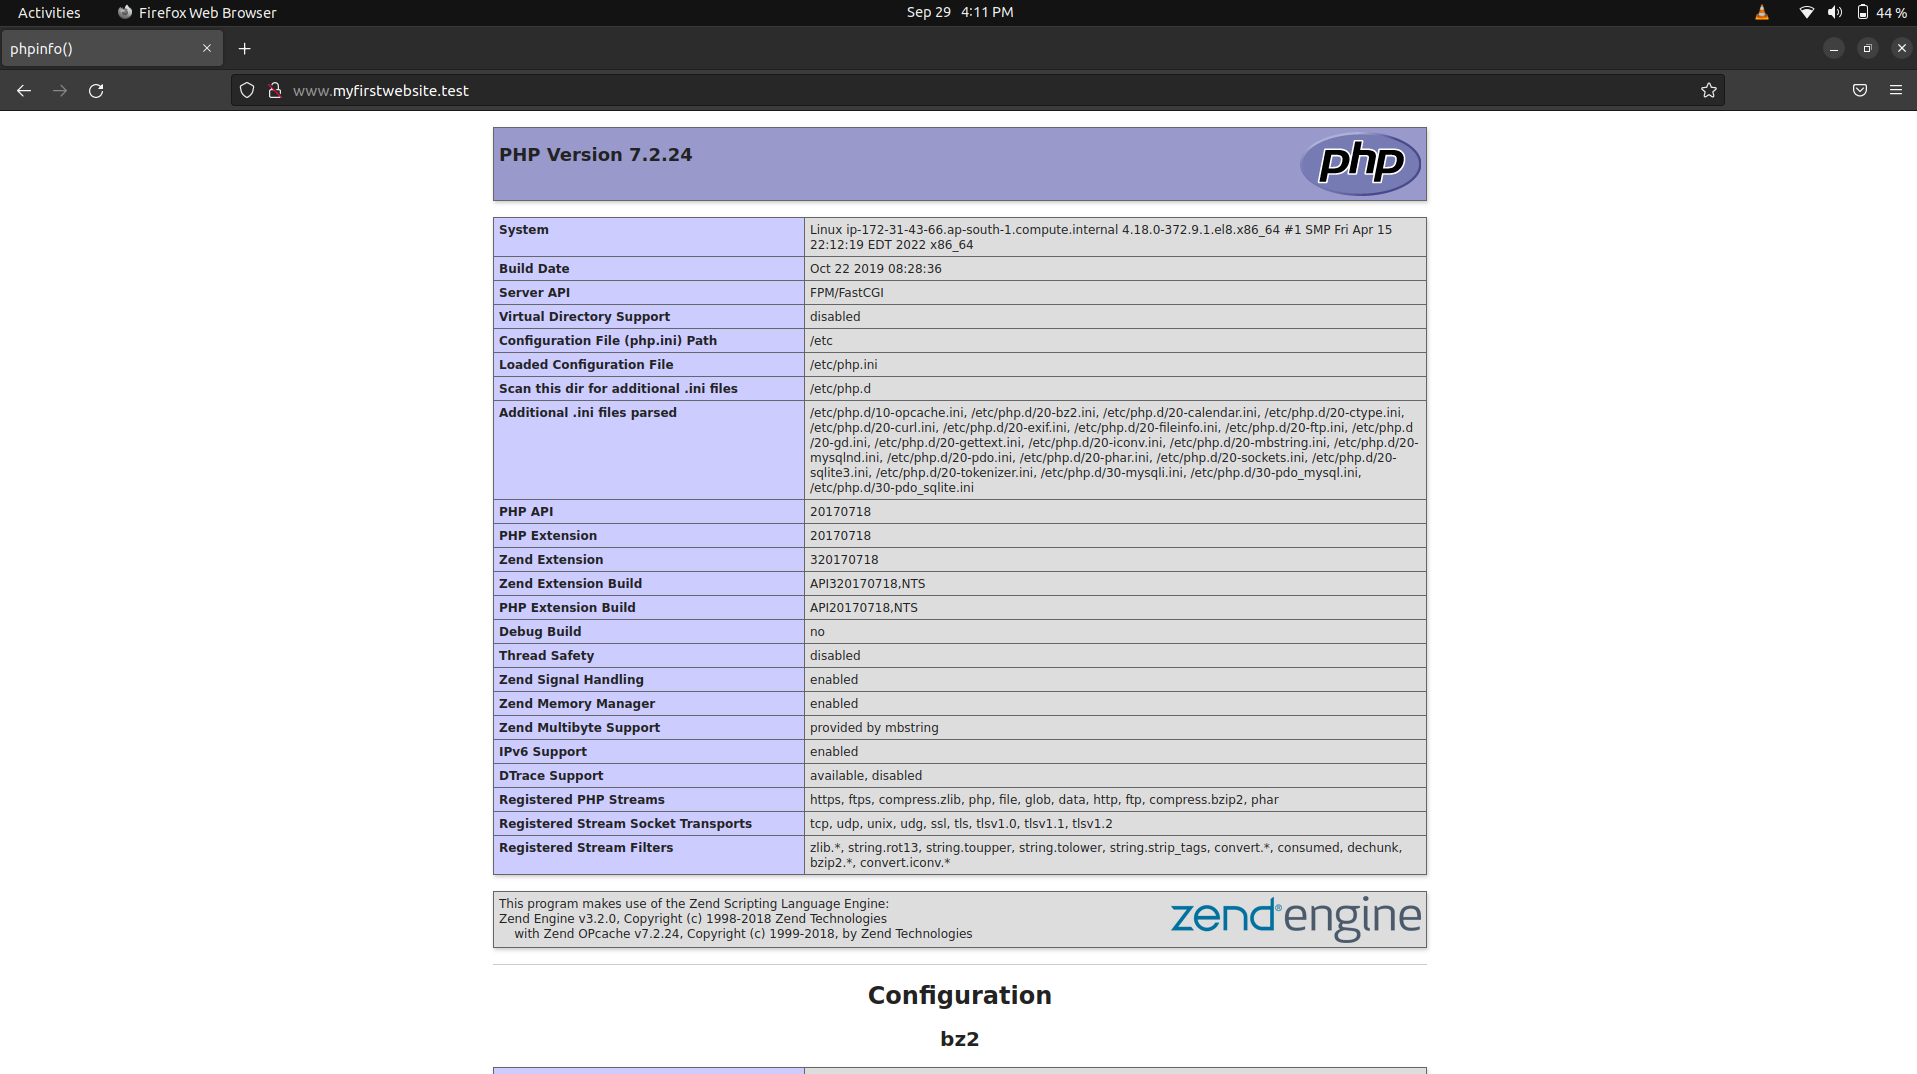 Activities Firefox Web Browser Sep 29 4:11 PM 44 %
phpinfo()
www.myfirstwebsite.test
PHP Version 7.2.24
php
System Linux ip-172-31-43-66.ap-south-1.compute.internal 4.18.0-372.9.1.el8.x86_64 #1 SMP Fri Apr 15
22:12:19 EDT 2022 x86_64
Build Date Oct 22 2019 08:28:36
Server API FPM/FastCGI
Virtual Directory Support disabled
Configuration File (php.ini) Path /etc
Loaded Configuration File /etc/php.ini
Scan this dir for additional .ini files /etc/php.d
Additional .ini files parsed /etc/php.d/10-opcache.ini, /etc/php.d/20-bz2.ini, /etc/php.d/20-calendar.ini, /etc/php.d/20-ctype.ini,
/etc/php.d/20-curl.ini, /etc/php.d/20-exif.ini, /etc/php.d/20-fileinfo.ini, /etc/php.d/20-ftp.ini, /etc/php.d
/20-gd.ini, /etc/php.d/20-gettext.ini, /etc/php.d/20-iconv.ini, /etc/php.d/20-mbstring.ini, /etc/php.d/20-
mysqlnd.ini, /etc/php.d/20-pdo.ini, /etc/php.d/20-phar.ini, /etc/php.d/20-sockets.ini, /etc/php.d/20-
sqlite3.ini, /etc/php.d/20-tokenizer.ini, /etc/php.d/30-mysqli.ini, /etc/php.d/30-pdo_mysql.ini,
/etc/php.d/30-pdo_sqlite.ini
PHP API 20170718
PHP Extension 20170718
Zend Extension 320170718
Zend Extension Build API320170718,NTS
PHP Extension Build API20170718,NTS
Debug Build no
Thread Safety disabled
Zend Signal Handling enabled
Zend Memory Manager enabled
Zend Multibyte Support provided by mbstring
IPv6 Support enabled
DTrace Support available, disabled
Registered PHP Streams https, ftps, compress.zlib, php, file, glob, data, http, ftp, compress.bzip2, phar
Registered Stream Socket Transports tcp, udp, unix, udg, ssl, tls, tlsv1.0, tlsv1.1, tlsv1.2
Registered Stream Filters zlib.*, string.rot13, string.toupper, string.tolower, string.strip_tags, convert.*, consumed, dechunk,
bzip2.*, convert.iconv.*
This program makes use of the Zend Scripting Language Engine:
Zend Engine v3.2.0, Copyright (c) 1998-2018 Zend Technologies
with Zend OPcache v7.2.24, Copyright (c) 1999-2018, by Zend Technologies
zend® engine
Configuration
bz2